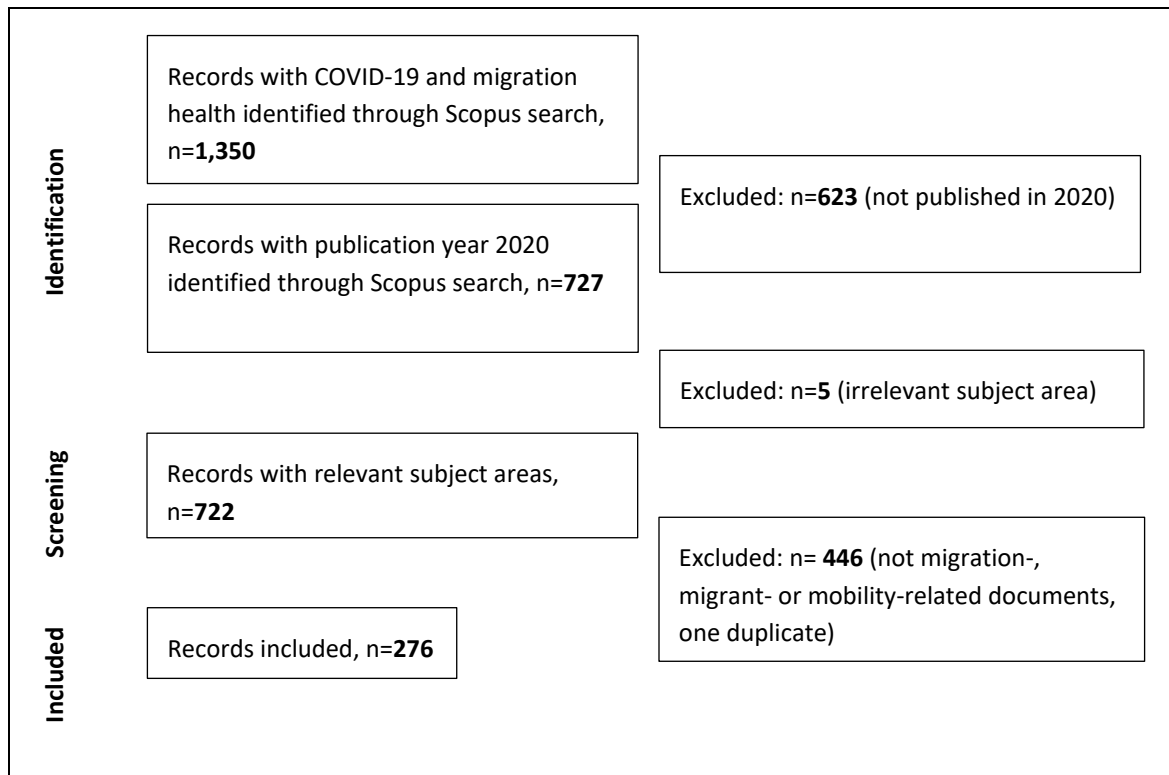 Identification
Records with COVID-19 and migration
health identified through Scopus search,
n=1,350
Excluded: n=623 (not published in 2020)
Records with publication year 2020
identified through Scopus search, n=727
Excluded: n=5 (irrelevant subject area)
Screening
Records with relevant subject areas,
n=722
Excluded: n= 446 (not migration-,
migrant- or mobility-related documents,
one duplicate)
Included
Records included, n=276